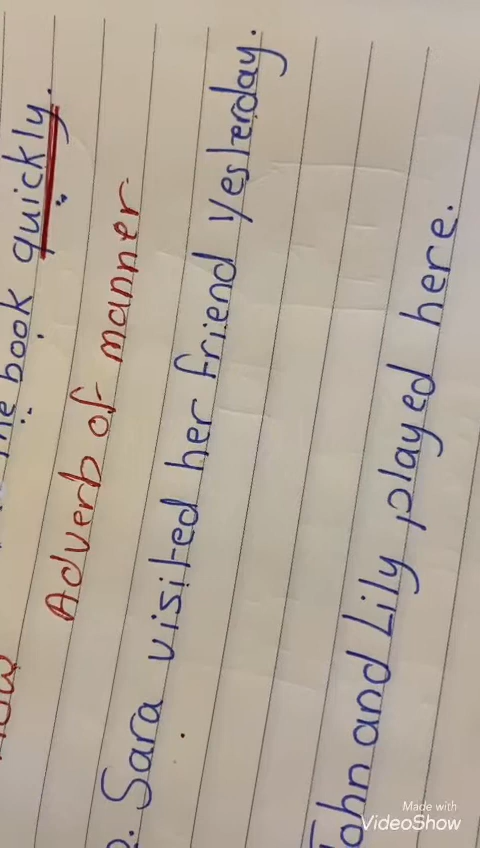 the book quickly.
Adverb of manner
Sara visited her friend yesterday.
John and Lily played here.
Made with
VideoShow